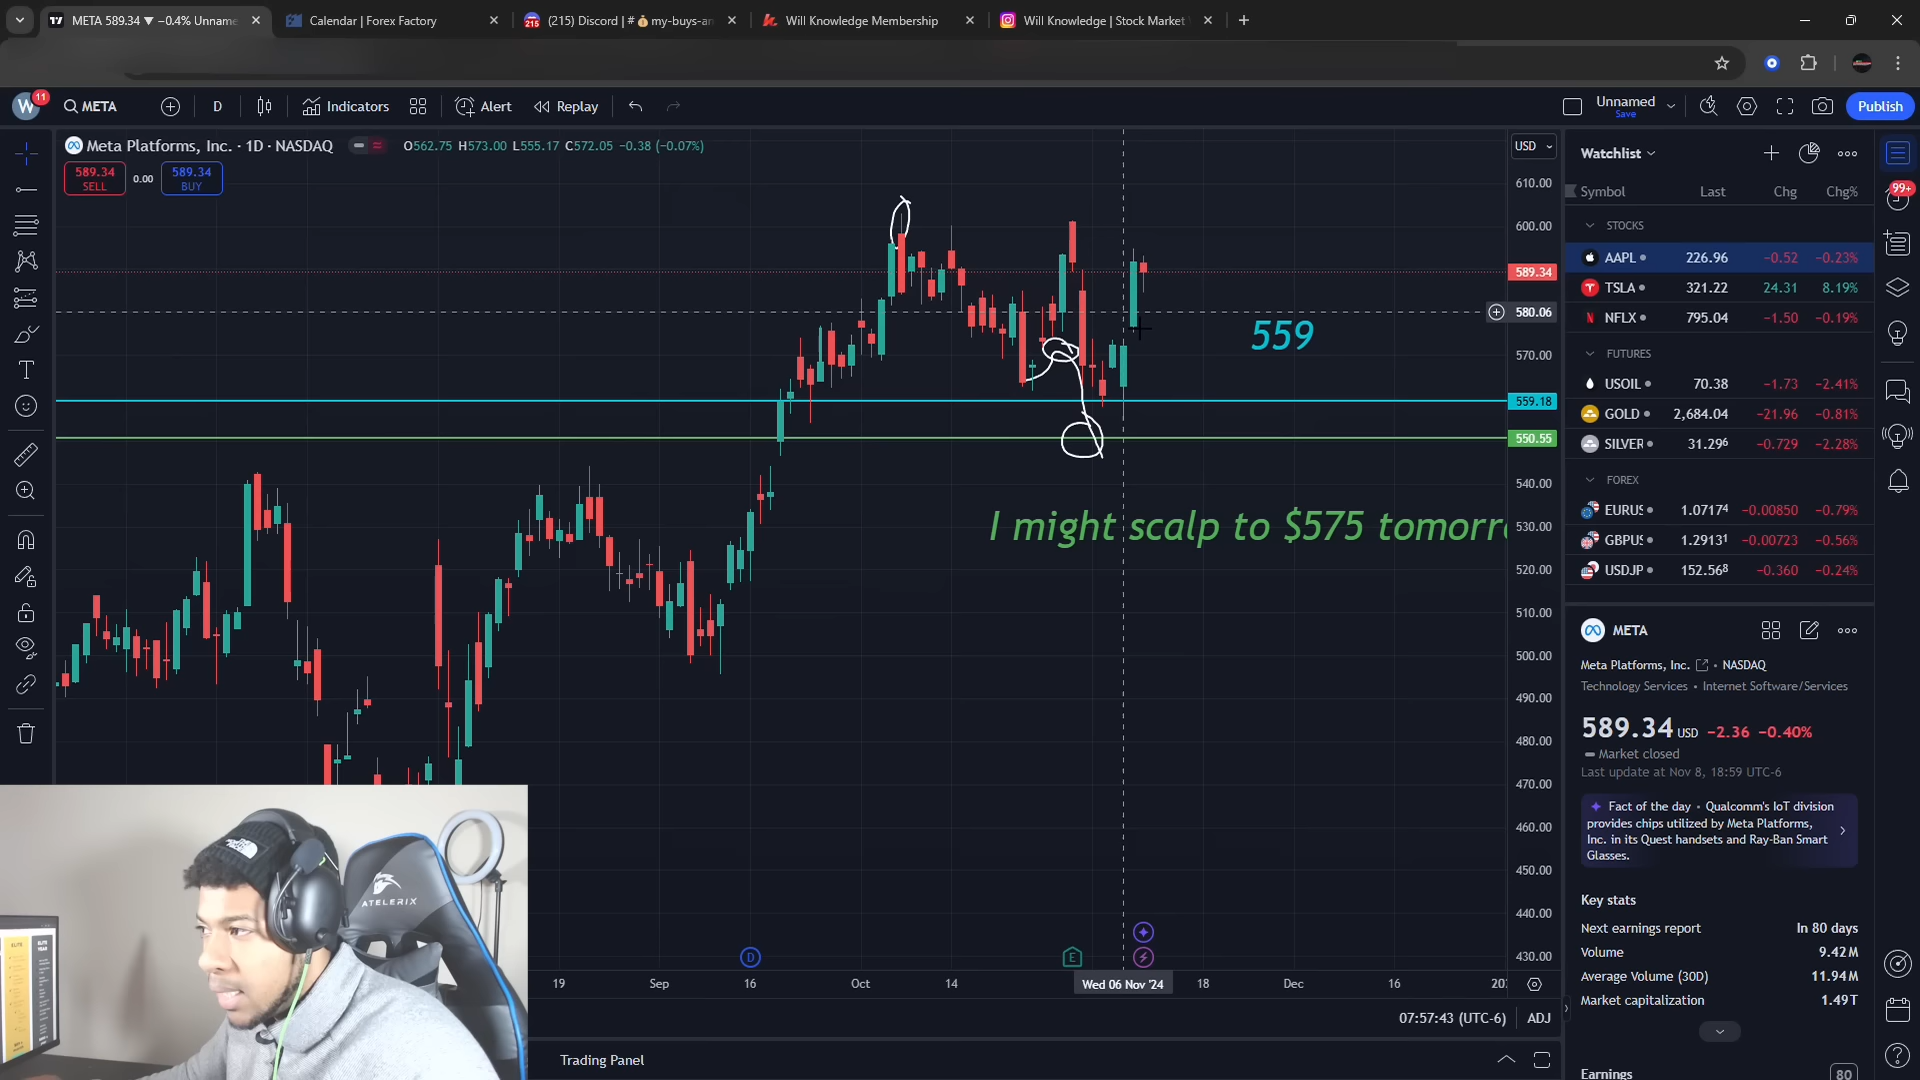 META 589.34 ▼ −0.4% Unname
Calendar | Forex Factory
(215) Discord | # 💰my-buys-an
Will Knowledge Membership
Will Knowledge | Stock Market
W
11
META
D
Indicators
Alert
Replay
Unnamed
Save
Publish
Meta Platforms, Inc. · 1D · NASDAQ
O562.75 H573.00 L555.17 C572.05 −0.38 (−0.07%)
589.34
SELL
0.00
589.34
BUY
USD
610.00
600.00
589.34
580.06
570.00
559.18
550.55
540.00
530.00
520.00
510.00
500.00
490.00
480.00
470.00
460.00
450.00
440.00
430.00
559
I might scalp to $575 tomorr
D
E
19
Sep
16
Oct
14
Wed 06 Nov '24
18
Dec
16
07:57:43 (UTC-6)
ADJ
Trading Panel
Watchlist
Symbol Last Chg Chg%
STOCKS
AAPL 226.96 −0.52 −0.23%
TSLA 321.22 24.31 8.19%
NFLX 795.04 −1.50 −0.19%
FUTURES
USOIL 70.38 −1.73 −2.41%
GOLD 2,684.04 −21.96 −0.81%
SILVER 31.296 −0.729 −2.28%
FOREX
EURUS 1.07174 −0.00850 −0.79%
GBPUS 1.29131 −0.00723 −0.56%
USDJP 152.568 −0.360 −0.24%
META
Meta Platforms, Inc. • NASDAQ
Technology Services • Internet Software/Services
589.34 USD −2.36 −0.40%
Market closed
Last update at Nov 8, 18:59 UTC-6
Fact of the day • Qualcomm's IoT division
provides chips utilized by Meta Platforms,
Inc. in its Quest handsets and Ray-Ban Smart
Glasses.
Key stats
Next earnings report In 80 days
Volume 9.42M
Average Volume (30D) 11.94M
Market capitalization 1.49T
Earnings
80
99+
ATELERIX